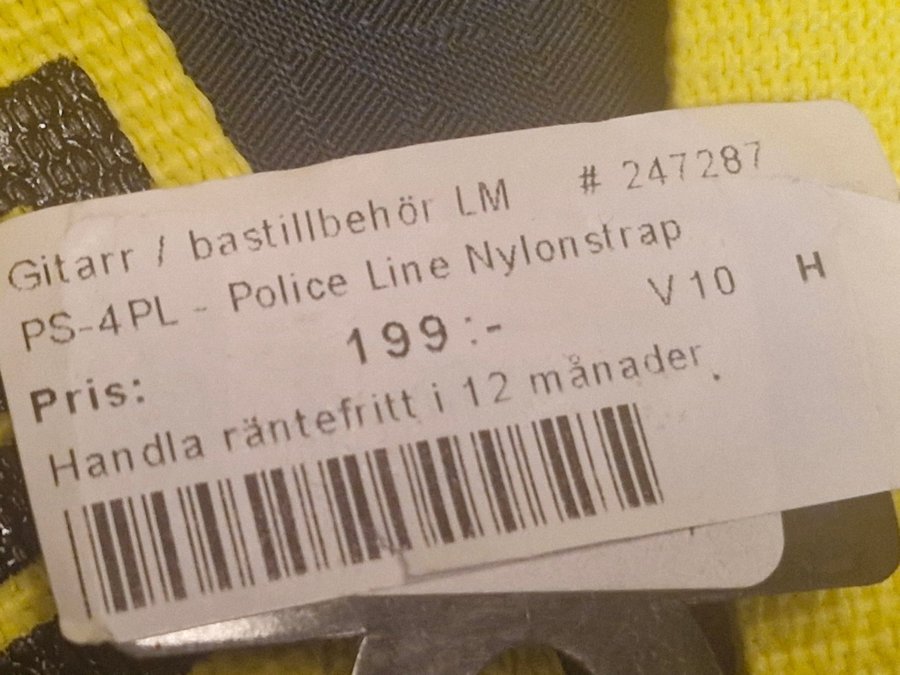 Gitarr / bastillbehör LM # 247287
PS-4PL - Police Line Nylonstrap
V10 H
Pris: 199:-
Handla räntefritt i 12 månader.